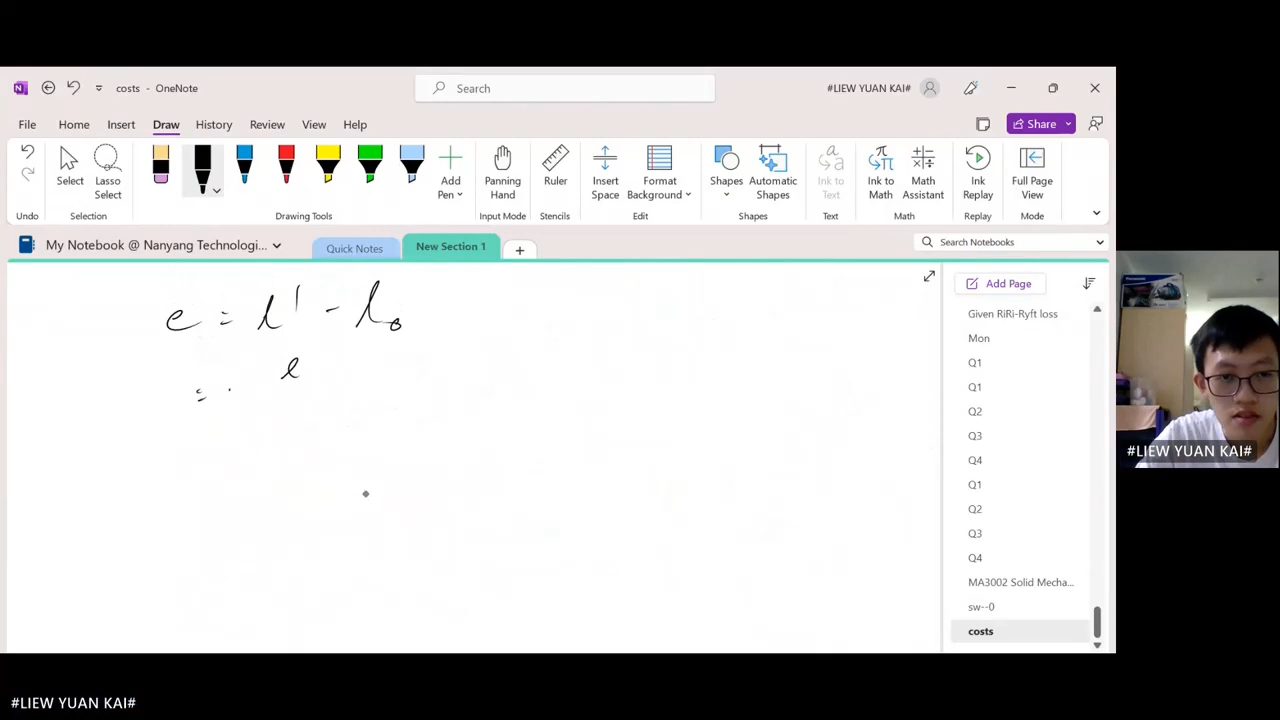 costs - OneNote
Search
#LIEW YUAN KAI#
File Home Insert Draw History Review View Help
Share
Undo
Select
Lasso Select
Selection
Add Pen
Drawing Tools
Panning Hand
Input Mode
Ruler
Stencils
Insert Space
Format Background
Edit
Shapes
Automatic Shapes
Shapes
Ink to Text
Text
Ink to Math
Math Assistant
Math
Ink Replay
Replay
Full Page View
Mode
My Notebook @ Nanyang Technologi...
Quick Notes
New Section 1
Search Notebooks
e = l' - l₀
e
=
Add Page
Given RiRi-Ryft loss
Mon
Q1
Q1
Q2
Q3
Q4
Q1
Q2
Q3
Q4
MA3002 Solid Mecha...
sw--0
costs
#LIEW YUAN KAI#
#LIEW YUAN KAI#